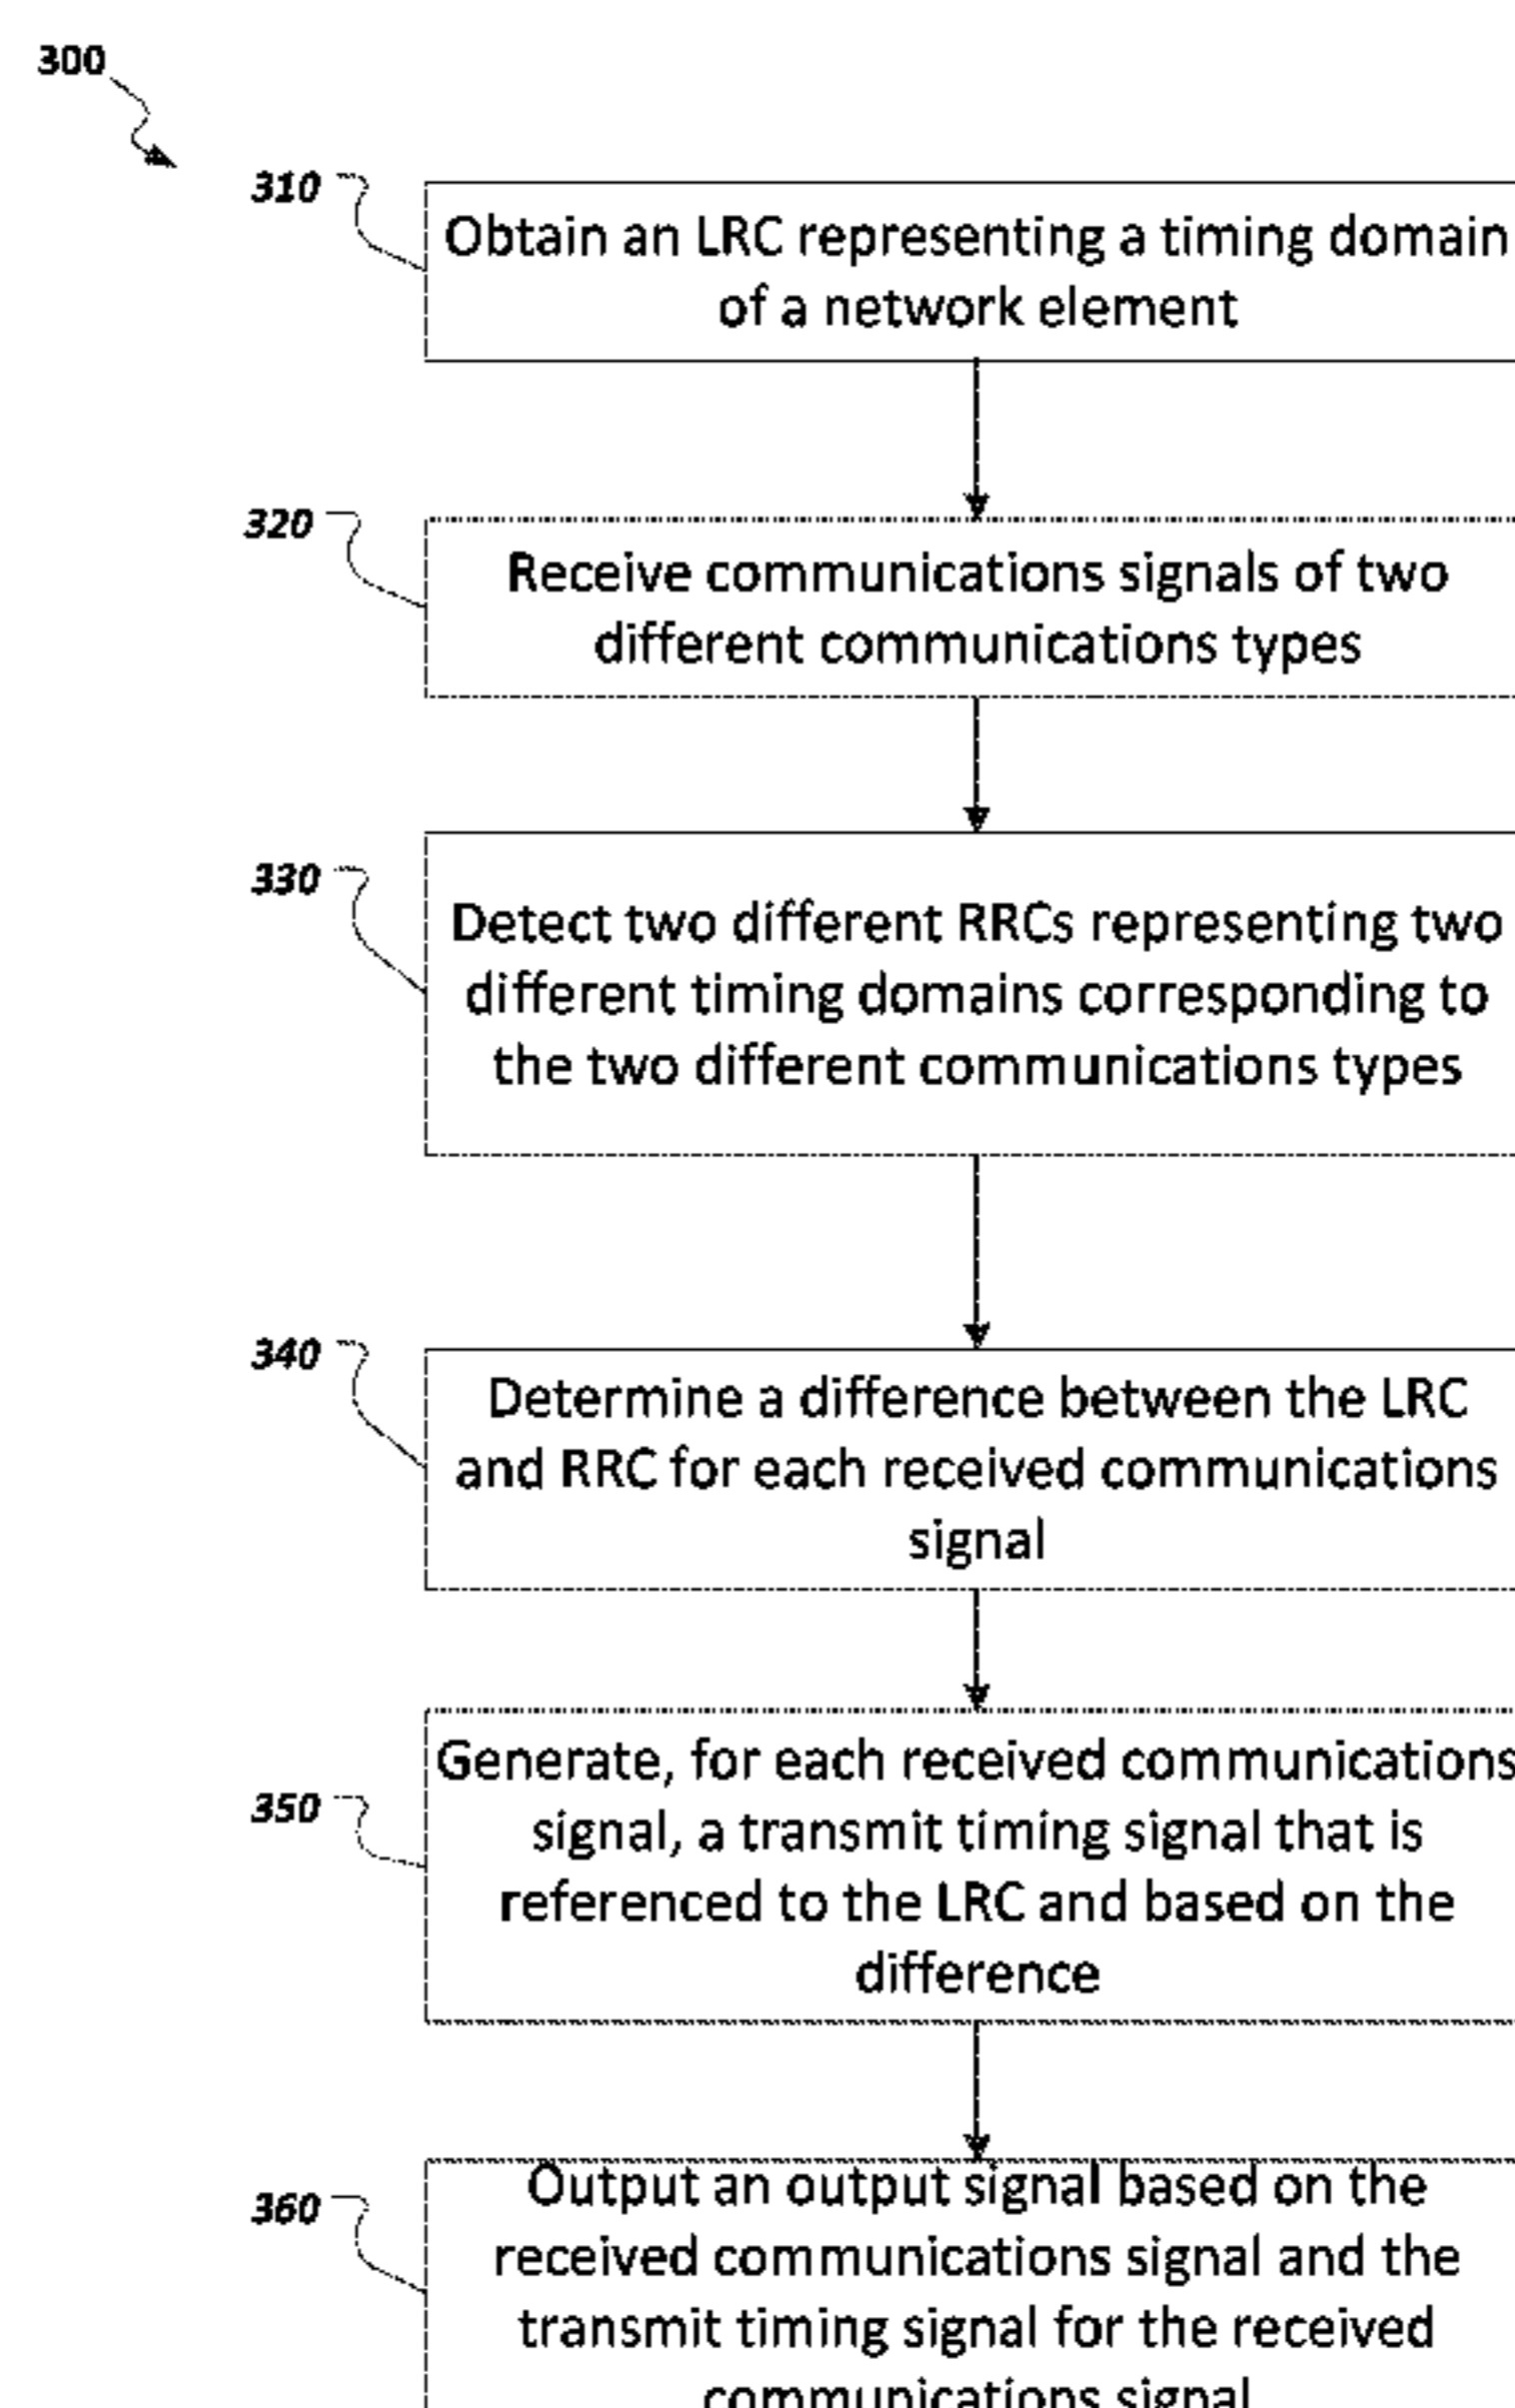 300
310
Obtain an LRC representing a timing domain
of a network element
320
Receive communications signals of two
different communications types
330
Detect two different RRCs representing two
different timing domains corresponding to
the two different communications types
340
Determine a difference between the LRC
and RRC for each received communications
signal
350
Generate, for each received communications
signal, a transmit timing signal that is
referenced to the LRC and based on the
difference
360
Output an output signal based on the
received communications signal and the
transmit timing signal for the received
communications signal